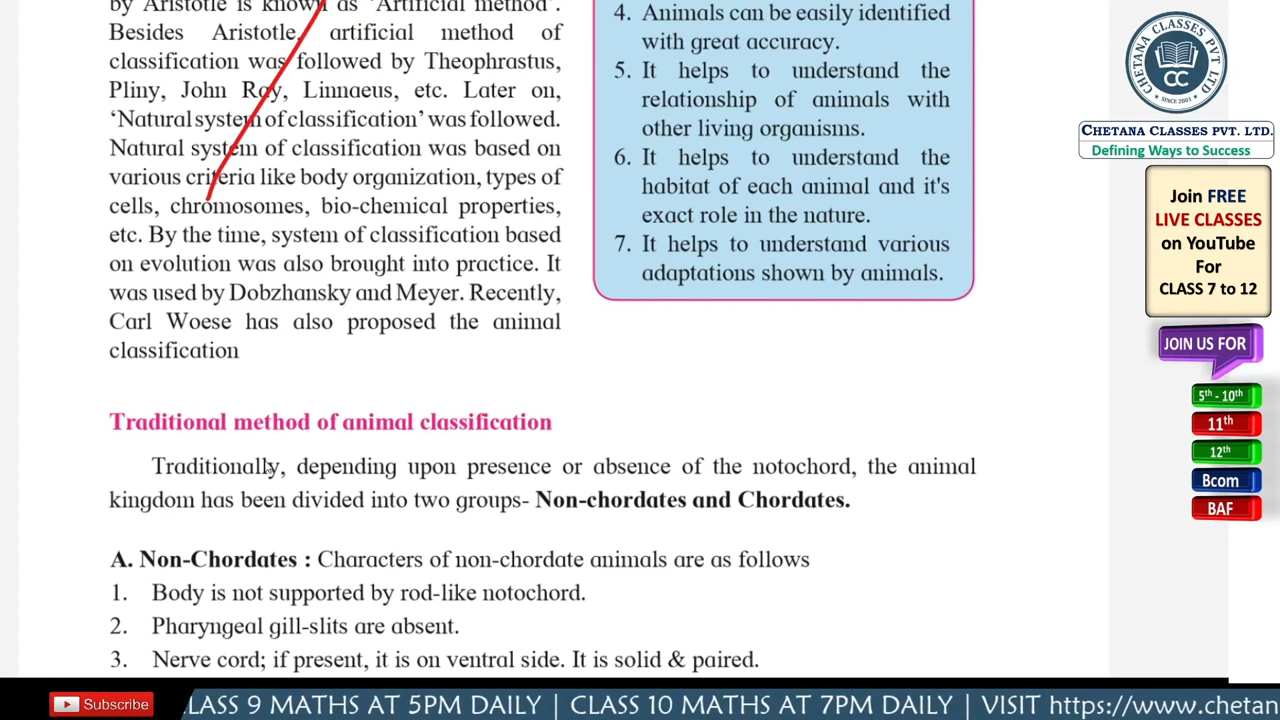 by Aristotle is known as 'Artificial method'.
Besides Aristotle, artificial method of
classification was followed by Theophrastus,
Pliny, John Ray, Linnaeus, etc. Later on,
'Natural system of classification' was followed.
Natural system of classification was based on
various criteria like body organization, types of
cells, chromosomes, bio-chemical properties,
etc. By the time, system of classification based
on evolution was also brought into practice. It
was used by Dobzhansky and Meyer. Recently,
Carl Woese has also proposed the animal
classification
4. Animals can be easily identified
with great accuracy.
5. It helps to understand the
relationship of animals with
other living organisms.
6. It helps to understand the
habitat of each animal and it's
exact role in the nature.
7. It helps to understand various
adaptations shown by animals.
Traditional method of animal classification
Traditionally, depending upon presence or absence of the notochord, the animal
kingdom has been divided into two groups- Non-chordates and Chordates.
A. Non-Chordates : Characters of non-chordate animals are as follows
1. Body is not supported by rod-like notochord.
2. Pharyngeal gill-slits are absent.
3. Nerve cord; if present, it is on ventral side. It is solid & paired.
CHETANA CLASSES PVT LTD
CC
SINCE 2001
CHETANA CLASSES PVT. LTD.
Defining Ways to Success
Join FREE
LIVE CLASSES
on YouTube
For
CLASS 7 to 12
JOIN US FOR
5th - 10th
11th
12th
Bcom
BAF
Subscribe
CLASS 9 MATHS AT 5PM DAILY | CLASS 10 MATHS AT 7PM DAILY | VISIT https://www.chetan